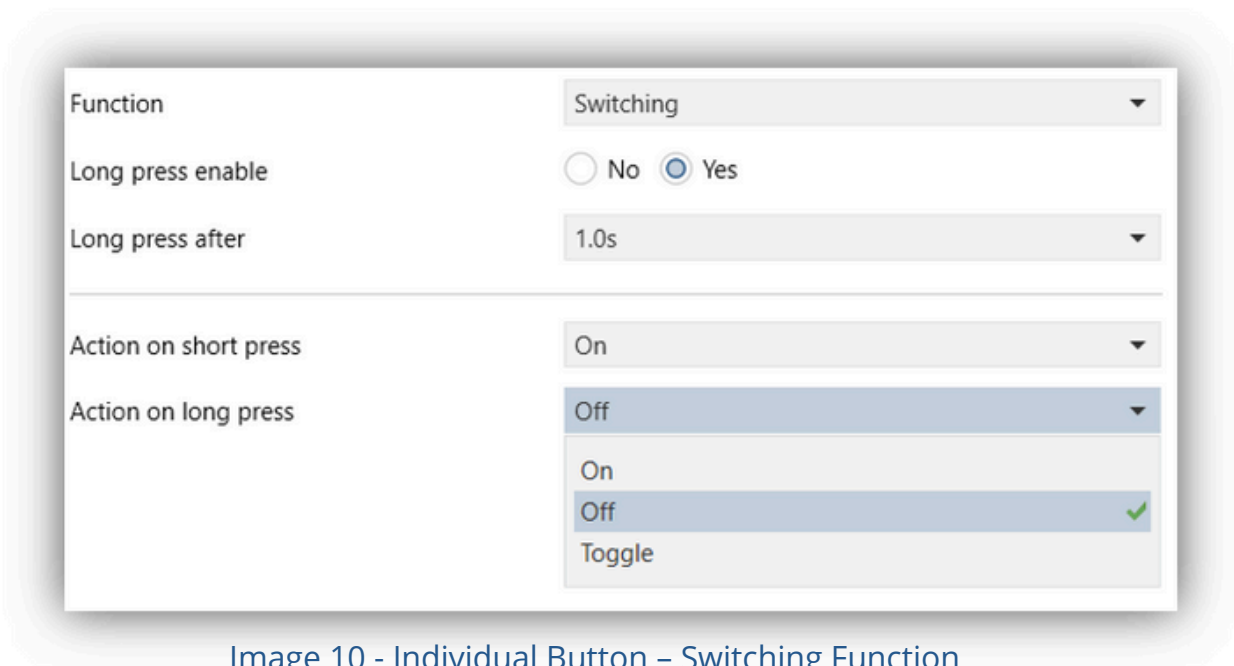 Function Switching
Long press enable No Yes
Long press after 1.0s
Action on short press On
Action on long press Off
On
Off
Toggle
Image 10 - Individual Button – Switching Function